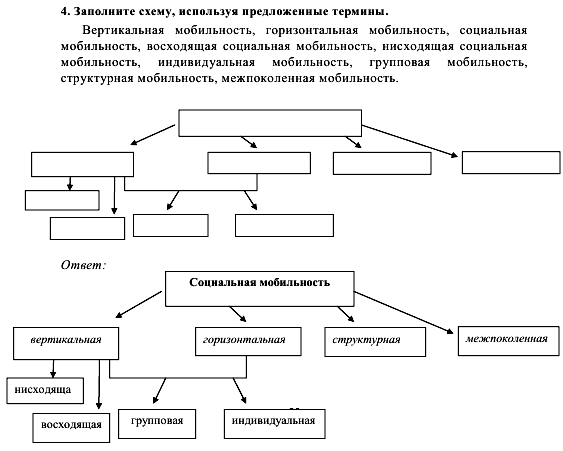 4. Заполните схему, используя предложенные термины.
Вертикальная мобильность, горизонтальная мобильность, социальная
мобильность, восходящая социальная мобильность, нисходящая социальная
мобильность, индивидуальная мобильность, групповая мобильность,
структурная мобильность, межпоколенная мобильность.
Ответ:
Социальная мобильность
вертикальная
горизонтальная
структурная
межпоколенная
нисходяща
восходящая
групповая
индивидуальная